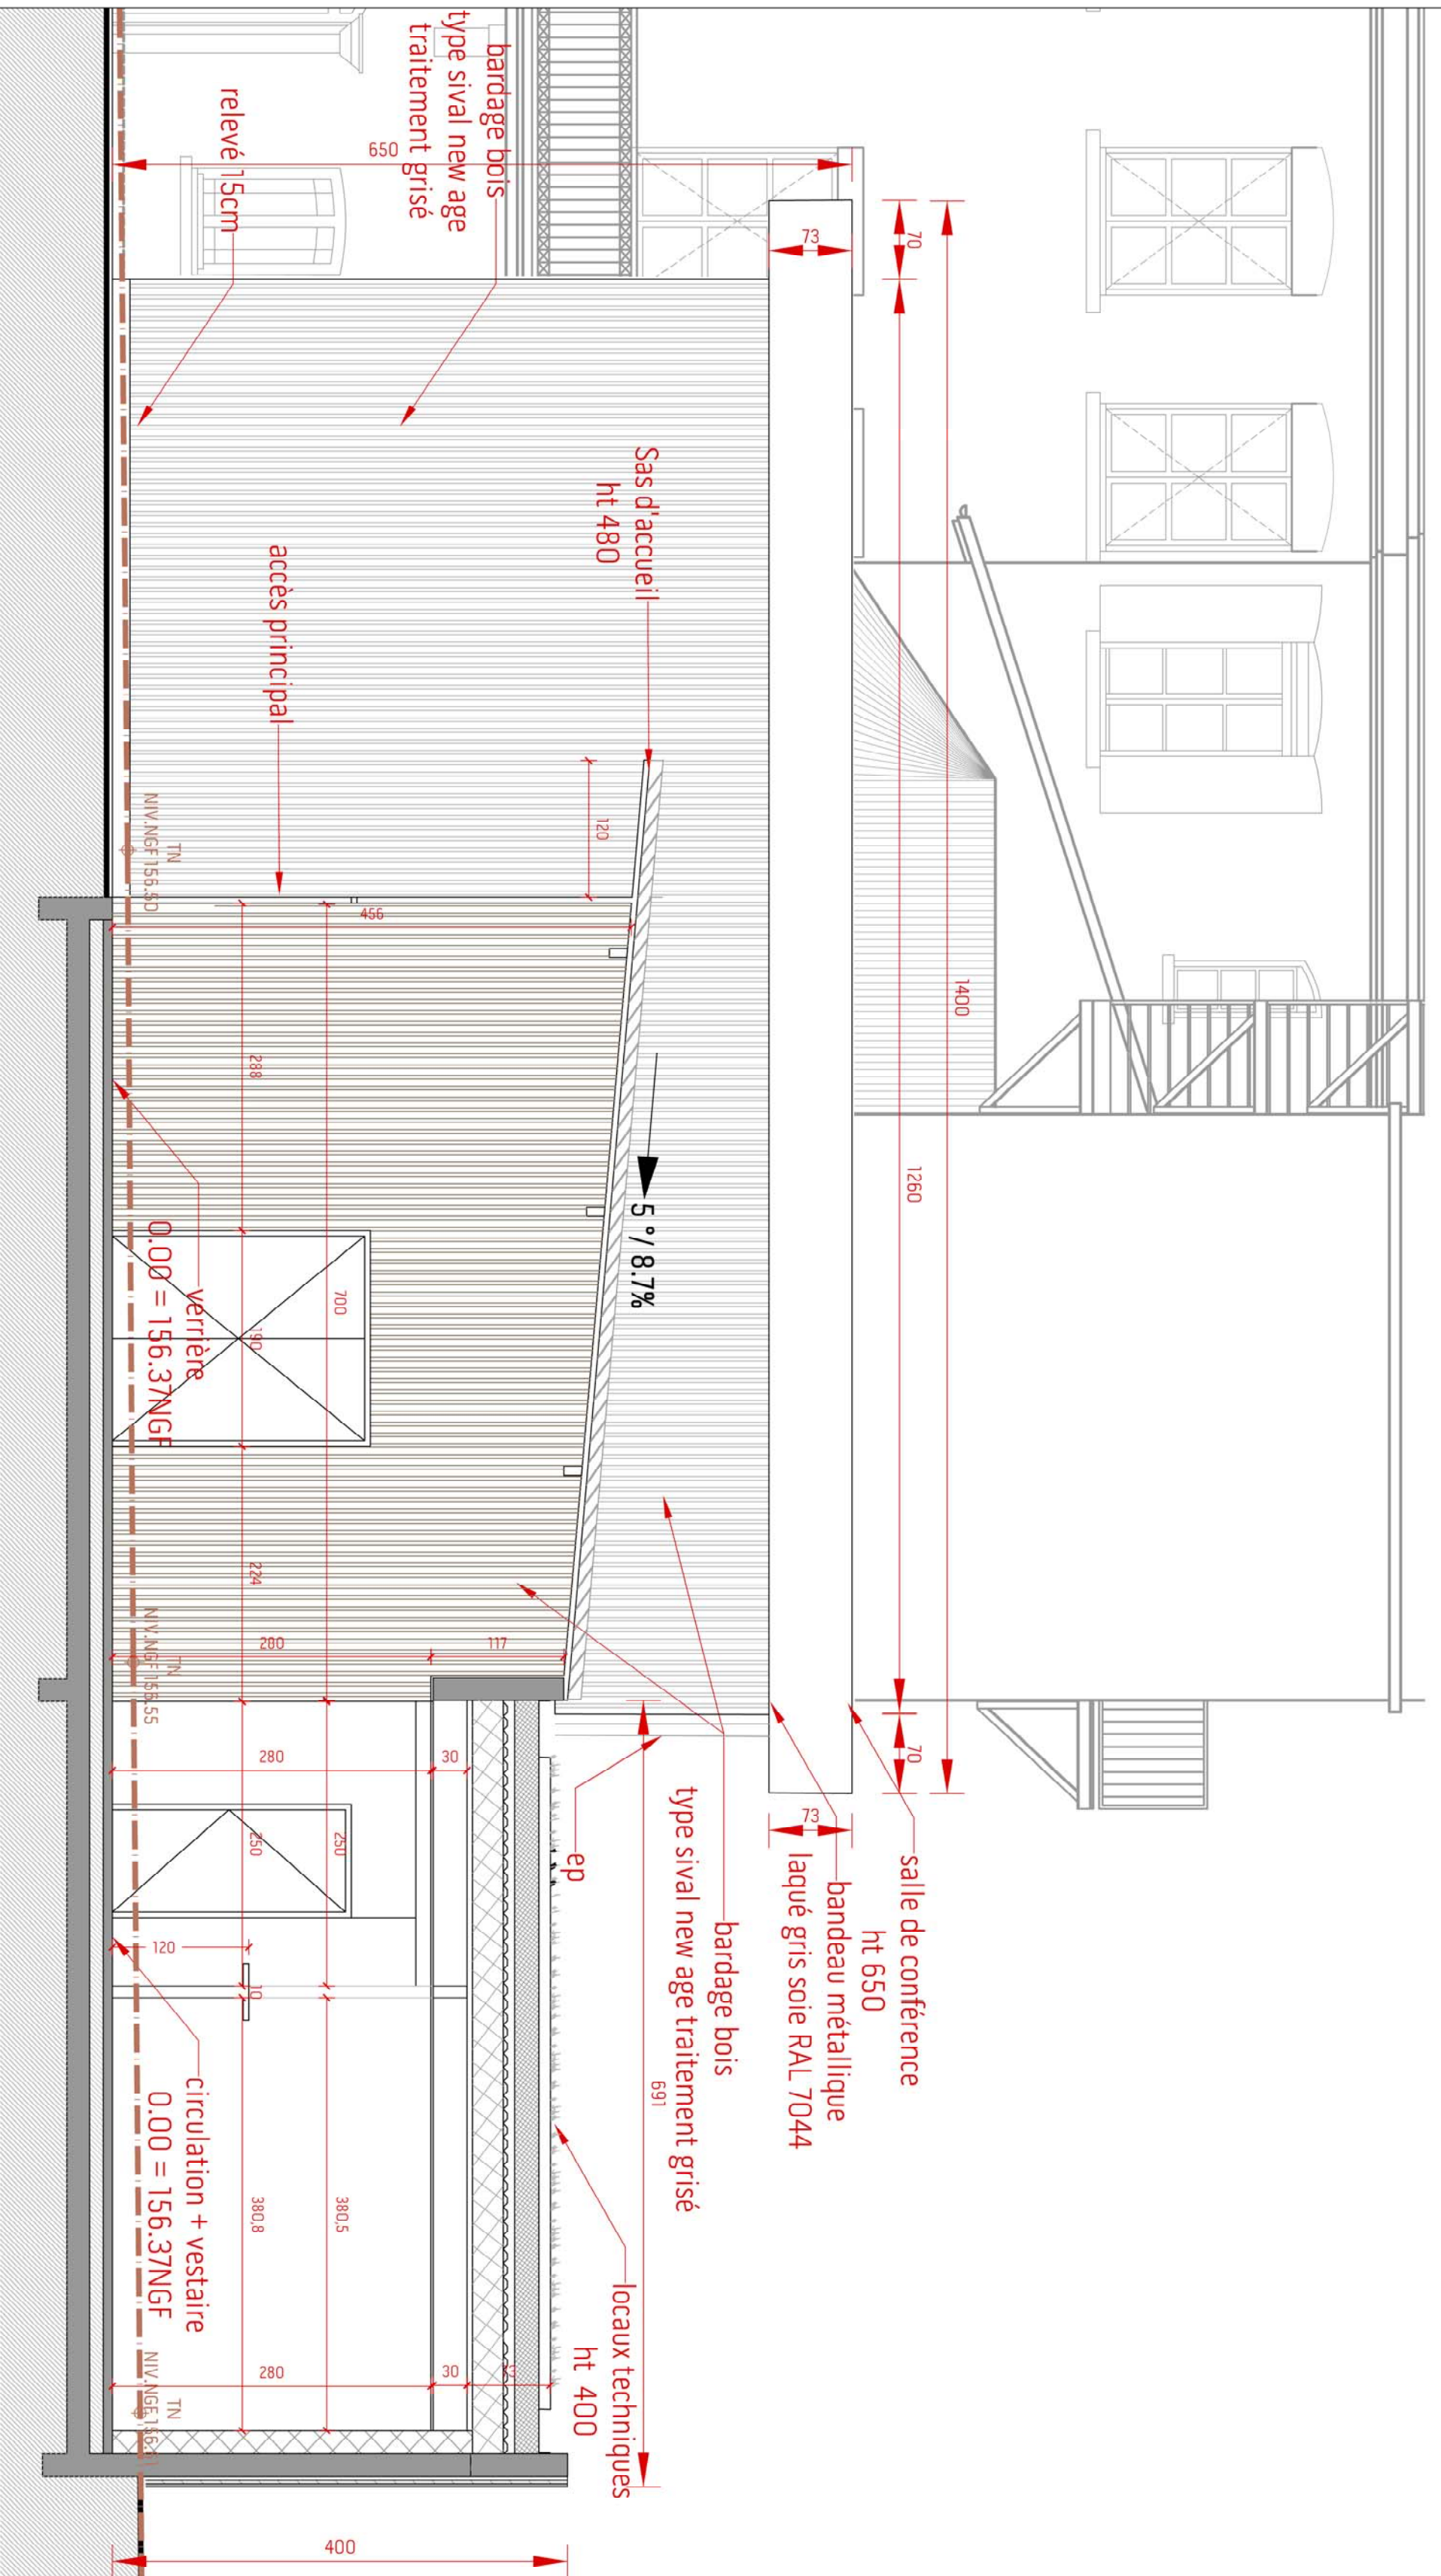 bardage bois
type sival new age
traitement grisé
relevé 15cm
650
73
70
1400
1260
70
73
Sas d'accueil
ht 480
120
accès principal
TN
NIV.NGF 156.60
456
288
5 °/ 8.7%
verrière
0.00 = 156.37NGF
700
190
224
TN
NIV.NGF 156.55
280
117
salle de conférence
ht 650
bandeau métallique
laqué gris soie RAL 7044
bardage bois
type sival new age traitement grisé
ep
691
locaux techniques
ht 400
280
30
250
250
120
10
circulation + vestaire
0.00 = 156.37NGF
380,5
380,8
280
30
TN
400